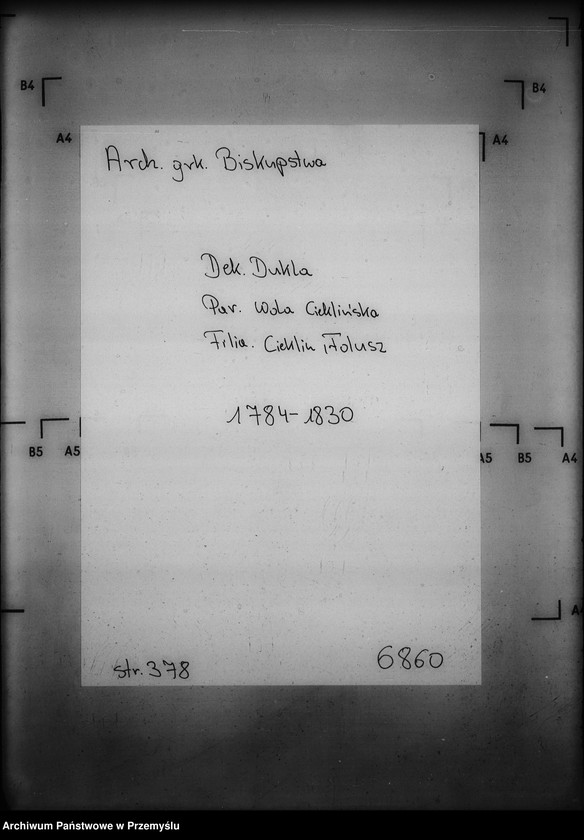 B4
B4
A4
A4
Arch. grk. Biskupstwa
Dek. Dukla
Par. Wola Cieklińska
Filia. Cieklin i Folusz
1784-1830
B5
A5
A5
B5
A4
A
str. 378
6860
Archiwum Państwowe w Przemyślu